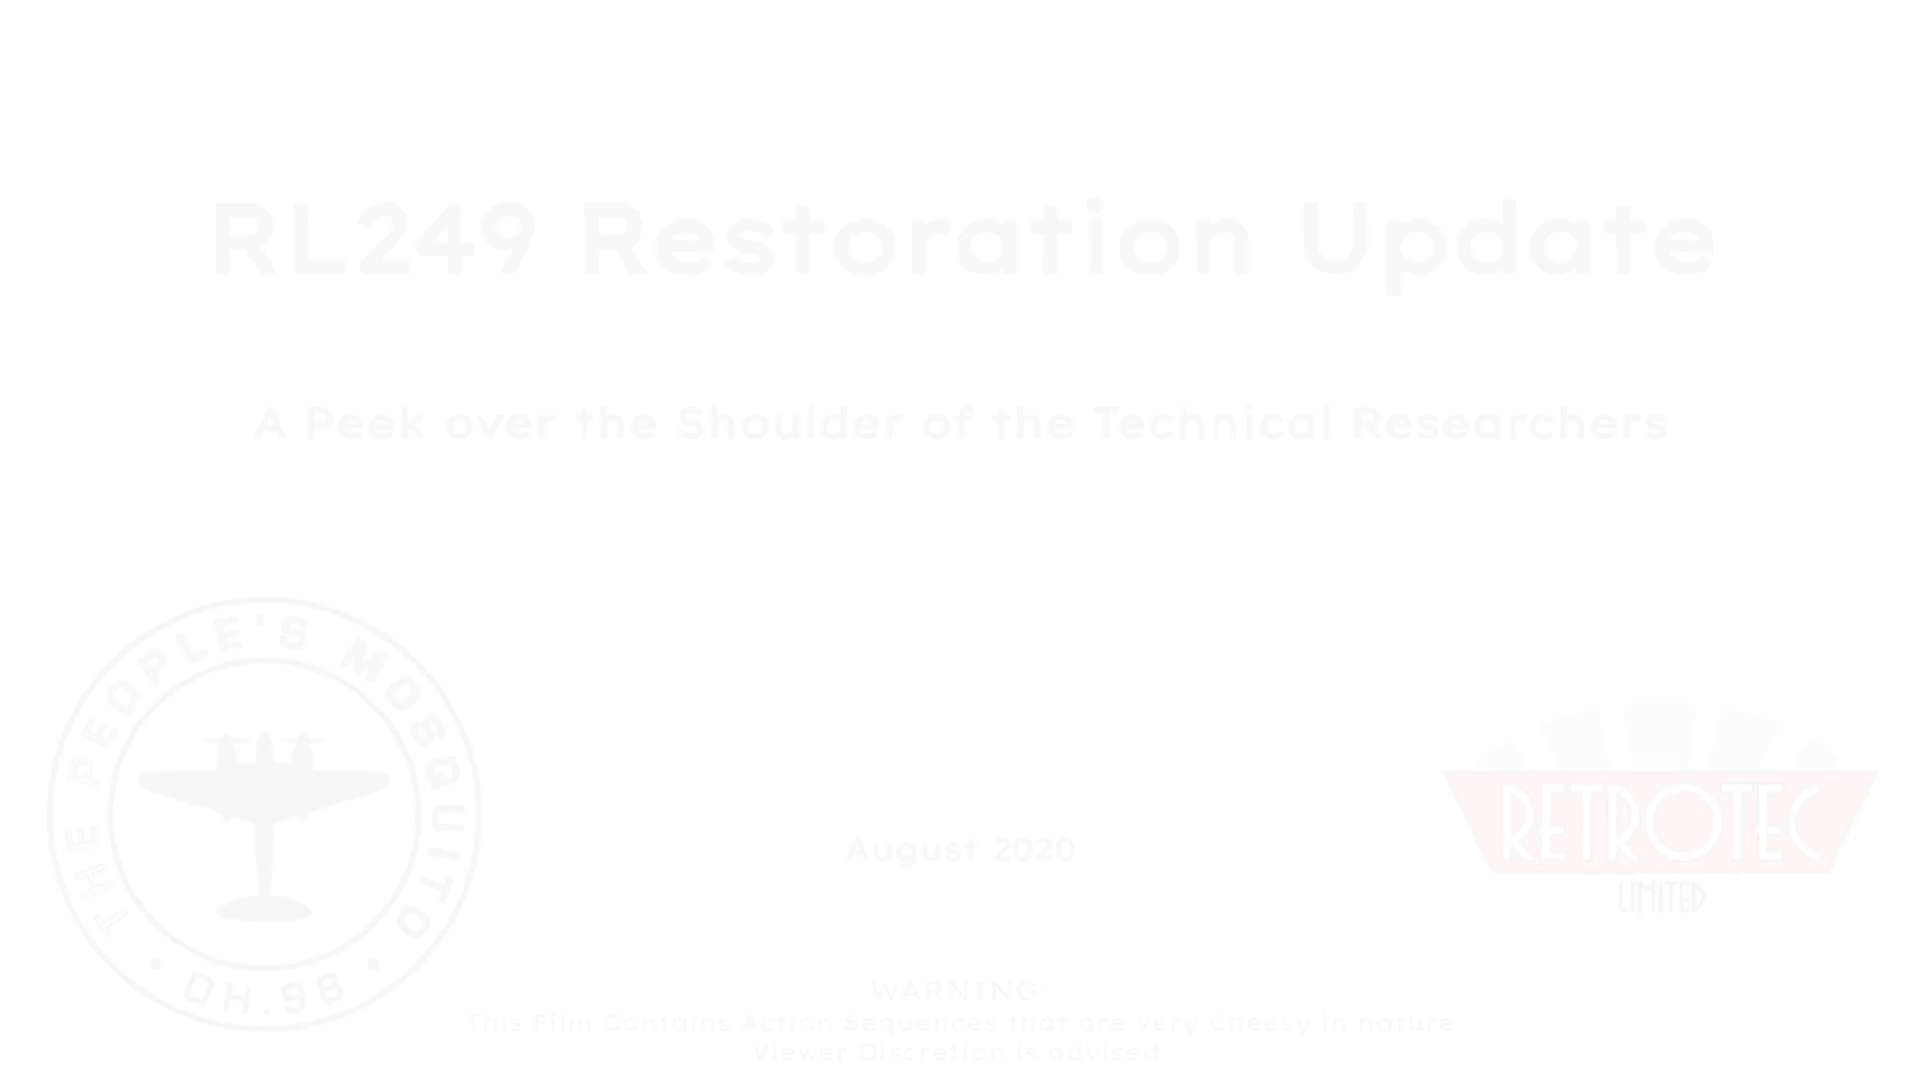 RL249 Restoration Update
A Peek over the Shoulder of the Technical Researchers
THE PEOPLE'S MOSQUITO
• DH.98 •
RETROTEC
LIMITED
August 2020
WARNING:
This Film Contains Action Sequences that are very Cheesy in nature
Viewer Discretion is advised.